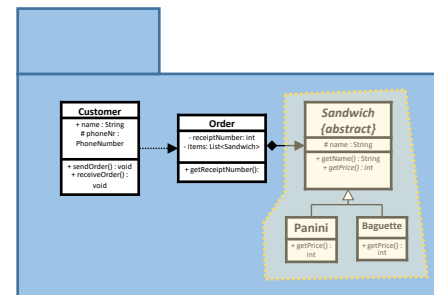 Customer
+ name : String
# phoneNr :
PhoneNumber
+ sendOrder() : void
+ receiveOrder() :
void
Order
- receiptNumber: int
- items: List<Sandwich>
+ getReceiptNumber():
Sandwich
{abstract}
# name : String
+ getName() : String
+ getPrice() : int
Panini
+ getPrice() :
int
Baguette
+ getPrice() :
int